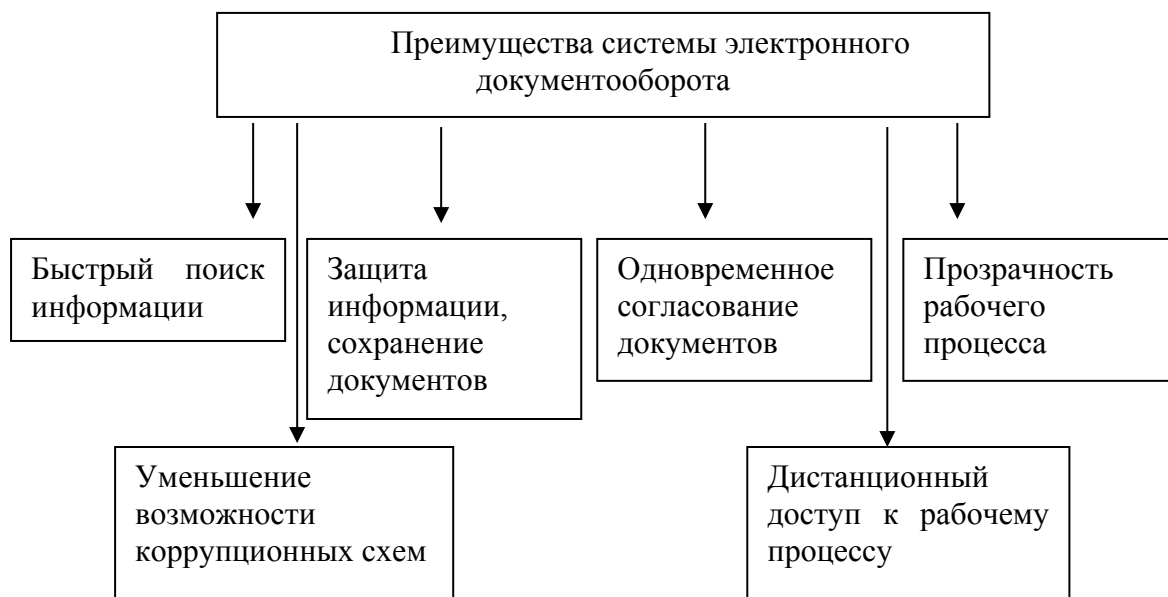 Преимущества системы электронного
документооборота
Быстрый поиск
информации
Защита
информации,
сохранение
документов
Одновременное
согласование
документов
Прозрачность
рабочего
процесса
Уменьшение
возможности
коррупционных схем
Дистанционный
доступ к рабочему
процессу